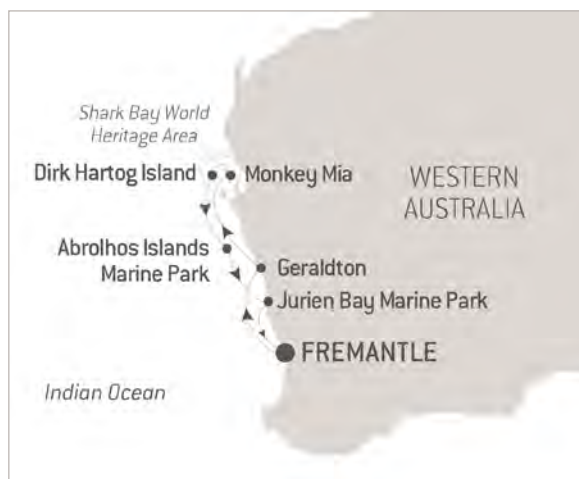 Shark Bay World
Heritage Area
Dirk Hartog Island
Monkey Mia
WESTERN
AUSTRALIA
Abrolhos Islands
Marine Park
Geraldton
Jurien Bay Marine Park
FREMANTLE
Indian Ocean